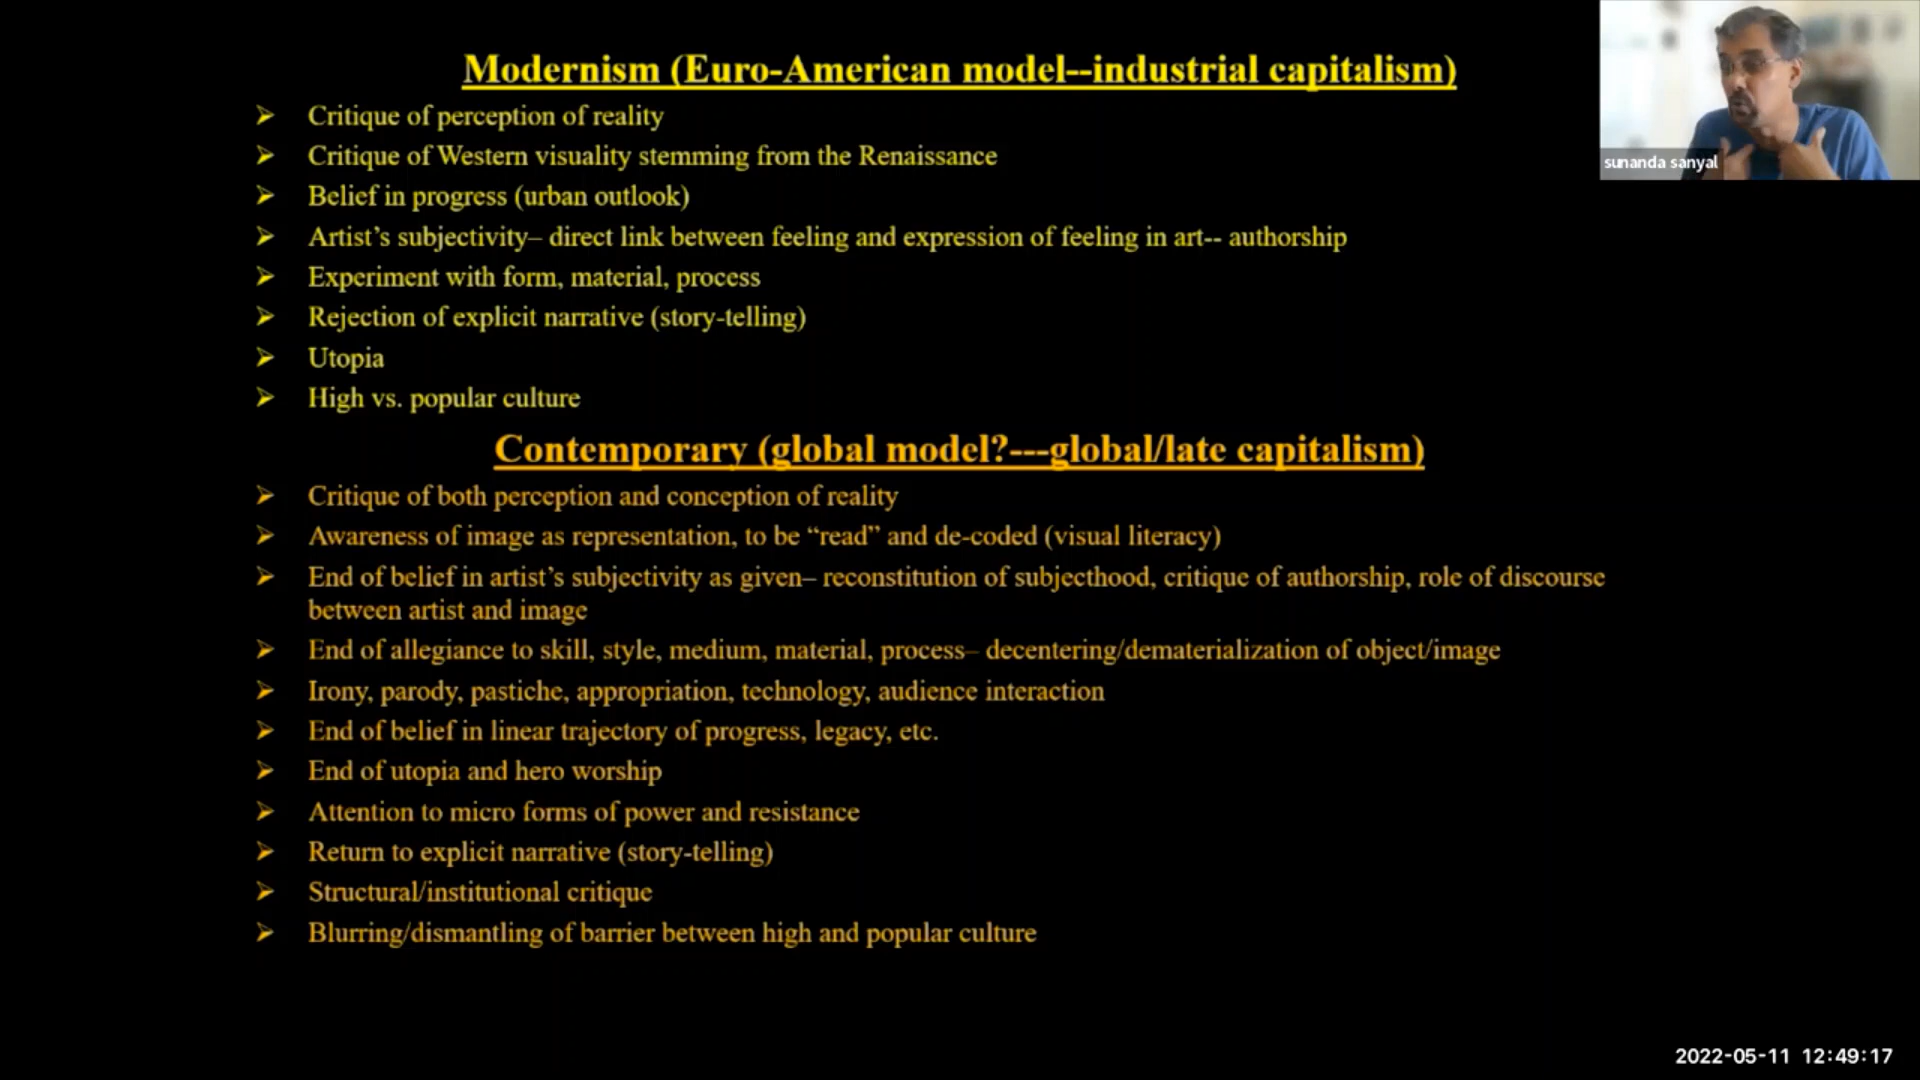 Modernism (Euro-American model--industrial capitalism)
➢ Critique of perception of reality
➢ Critique of Western visuality stemming from the Renaissance
➢ Belief in progress (urban outlook)
➢ Artist’s subjectivity– direct link between feeling and expression of feeling in art-- authorship
➢ Experiment with form, material, process
➢ Rejection of explicit narrative (story-telling)
➢ Utopia
➢ High vs. popular culture
Contemporary (global model?---global/late capitalism)
➢ Critique of both perception and conception of reality
➢ Awareness of image as representation, to be “read” and de-coded (visual literacy)
➢ End of belief in artist’s subjectivity as given– reconstitution of subjecthood, critique of authorship, role of discourse
between artist and image
➢ End of allegiance to skill, style, medium, material, process– decentering/dematerialization of object/image
➢ Irony, parody, pastiche, appropriation, technology, audience interaction
➢ End of belief in linear trajectory of progress, legacy, etc.
➢ End of utopia and hero worship
➢ Attention to micro forms of power and resistance
➢ Return to explicit narrative (story-telling)
➢ Structural/institutional critique
➢ Blurring/dismantling of barrier between high and popular culture
sunanda sanyal
2022-05-11 12:49:17